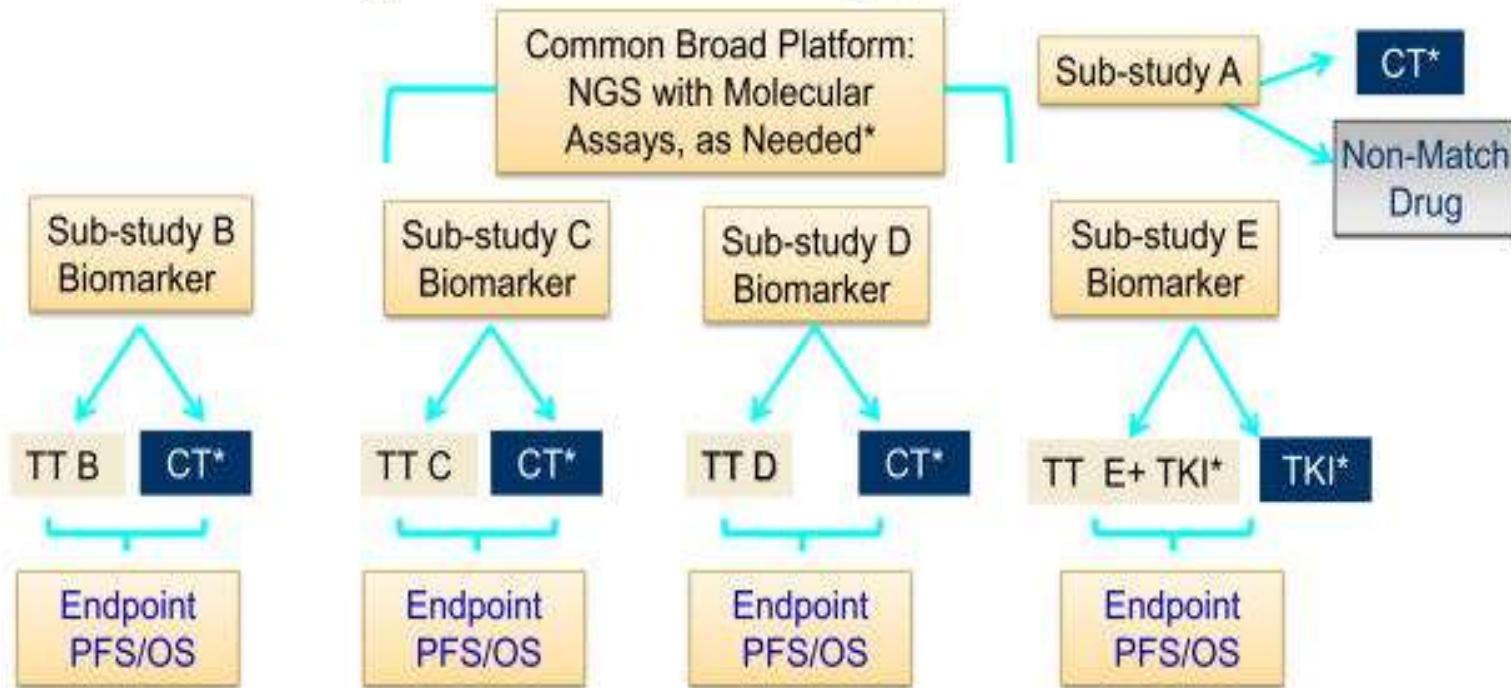 Common Broad Platform:
NGS with Molecular
Assays, as Needed*
Sub-study A
CT*
Non-Match
Drug
Sub-study B
Biomarker
Sub-study C
Biomarker
Sub-study D
Biomarker
Sub-study E
Biomarker
TT B
CT*
TT C
CT*
TT D
CT*
TT E+ TKI*
TKI*
Endpoint
PFS/OS
Endpoint
PFS/OS
Endpoint
PFS/OS
Endpoint
PFS/OS